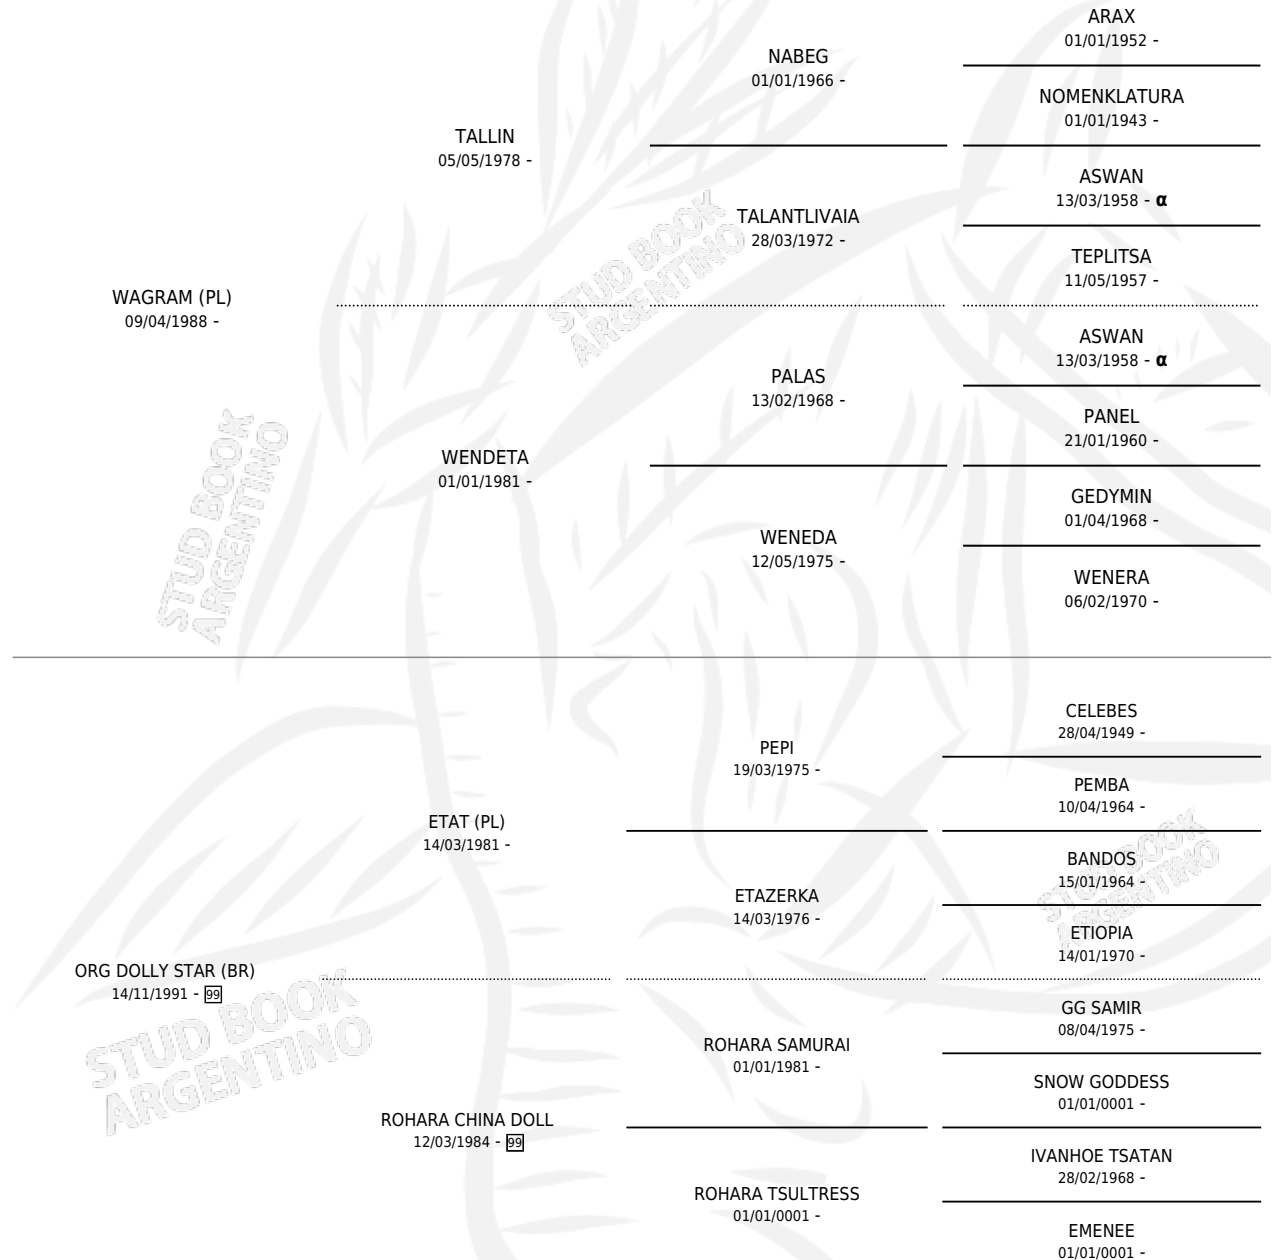 ARAX
01/01/1952 -
NABEG
01/01/1966 -
NOMENKLATURA
01/01/1943 -
TALLIN
05/05/1978 -
ASWAN
13/03/1958 - α
TALANTLIVAIA
28/03/1972 -
TEPLITSA
11/05/1957 -
WAGRAM (PL)
09/04/1988 -
ASWAN
13/03/1958 - α
PALAS
13/02/1968 -
PANEL
21/01/1960 -
WENDETA
01/01/1981 -
GEDYMIN
01/04/1968 -
WENEDA
12/05/1975 -
WENERA
06/02/1970 -
CELEBES
28/04/1949 -
PEPI
19/03/1975 -
PEMBA
10/04/1964 -
ETAT (PL)
14/03/1981 -
BANDOS
15/01/1964 -
ETAZERKA
14/03/1976 -
ETIOPIA
14/01/1970 -
ORG DOLLY STAR (BR)
14/11/1991 - 99
GG SAMIR
08/04/1975 -
ROHARA SAMURAI
01/01/1981 -
SNOW GODDESS
01/01/0001 -
ROHARA CHINA DOLL
12/03/1984 - 99
IVANHOE TSATAN
28/02/1968 -
ROHARA TSULTRESS
01/01/0001 -
EMENEE
01/01/0001 -
STUD BOOK
ARGENTINO
STUD BOOK
ARGENTINO
STUD BOOK
ARGENTINO
STUD BOOK
ARGENTINO